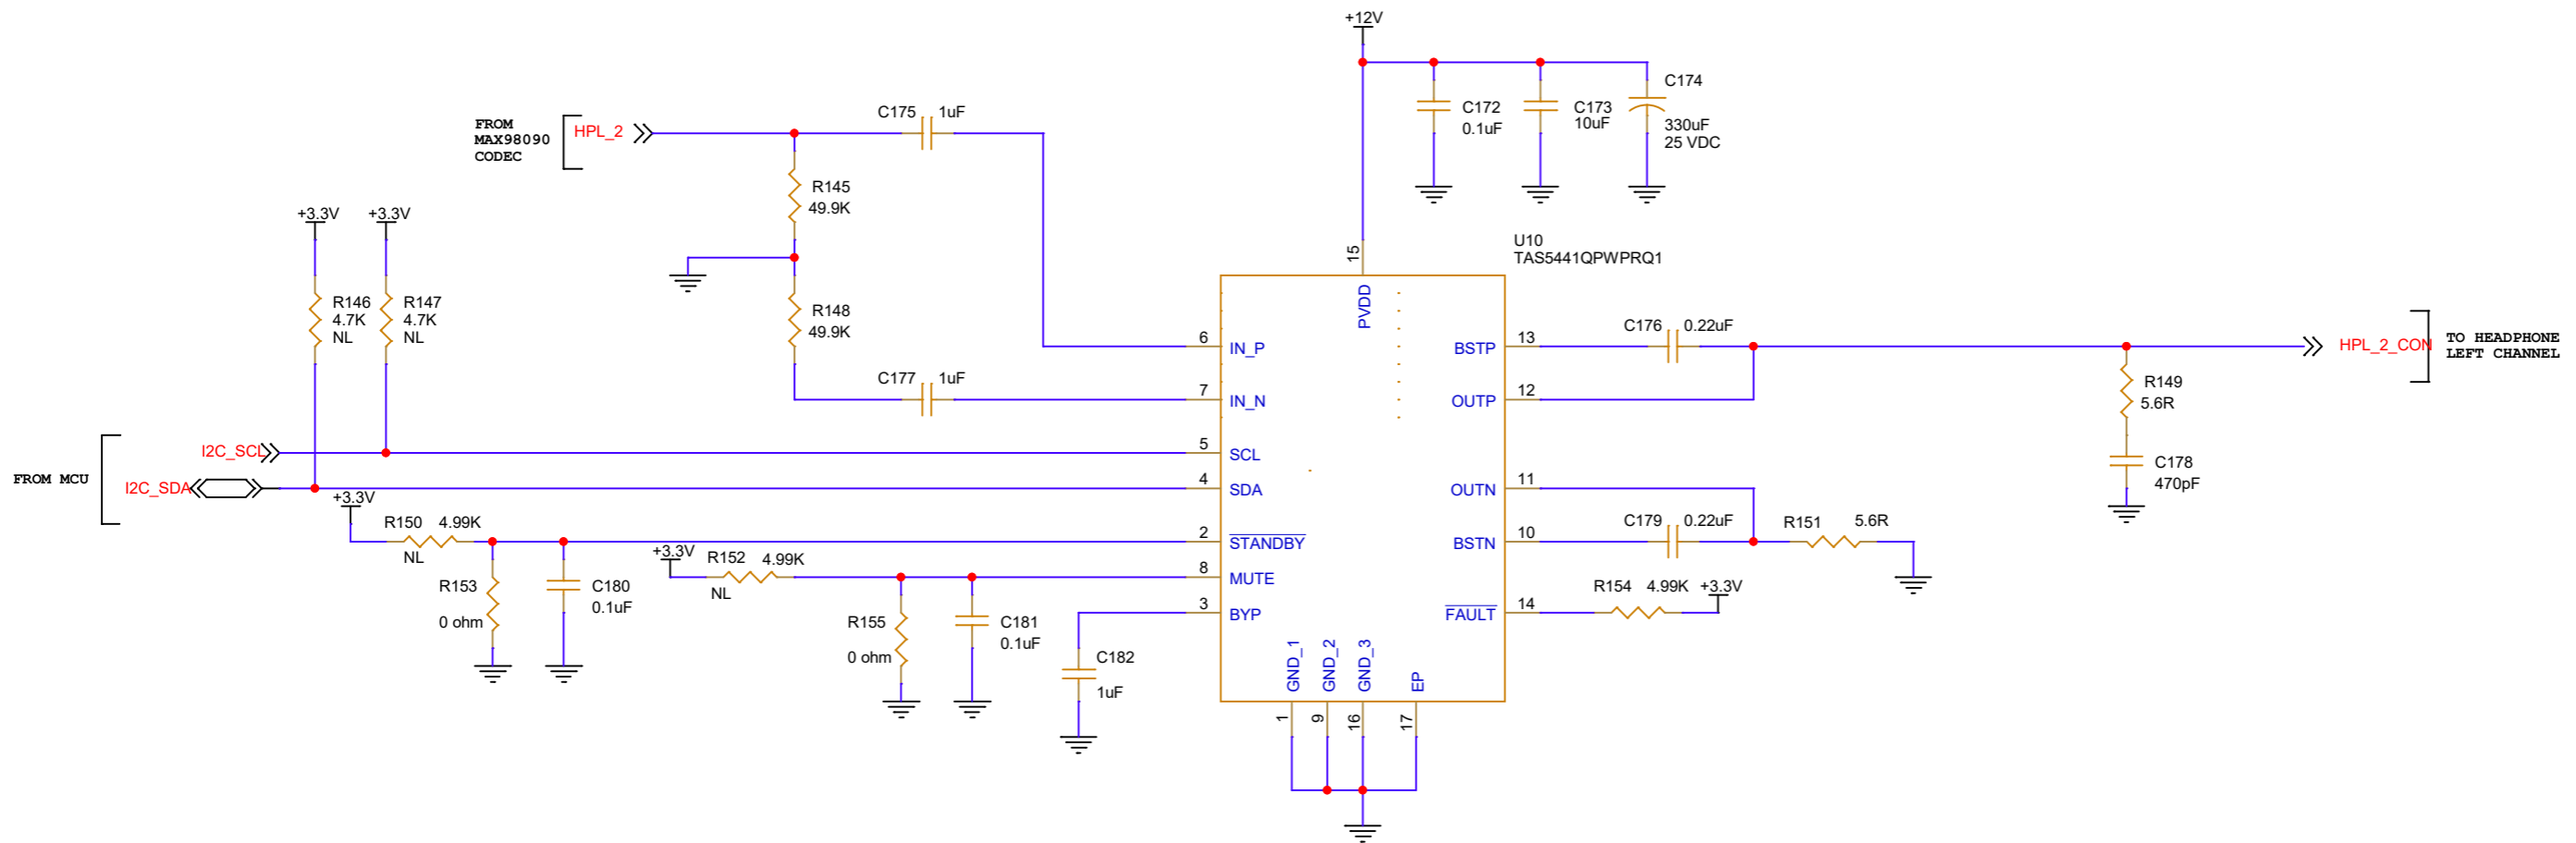 +12V
C174
330uF
25 VDC
C172
0.1uF
C173
10uF
FROM
MAX98090
CODEC
HPL_2
C175 1uF
R145
49.9K
+3.3V +3.3V
R146
4.7K
NL
R147
4.7K
NL
R148
49.9K
C177 1uF
U10
TAS5441QPWPRQ1
15
PVDD
6 IN_P
7 IN_N
5 SCL
4 SDA
2 STANDBY
8 MUTE
3 BYP
BSTP 13
OUTP 12
OUTN 11
BSTN 10
FAULT 14
GND_1
GND_2
GND_3
EP
1
9
16
17
C176 0.22uF
HPL_2_CON
TO HEADPHONE
LEFT CHANNEL
R149
5.6R
C178
470pF
C179 0.22uF
R151 5.6R
R154 4.99K +3.3V
FROM MCU
I2C_SCL
I2C_SDA
+3.3V
R150 4.99K
NL
R153
0 ohm
C180
0.1uF
+3.3V
R152 4.99K
NL
R155
0 ohm
C181
0.1uF
C182
1uF